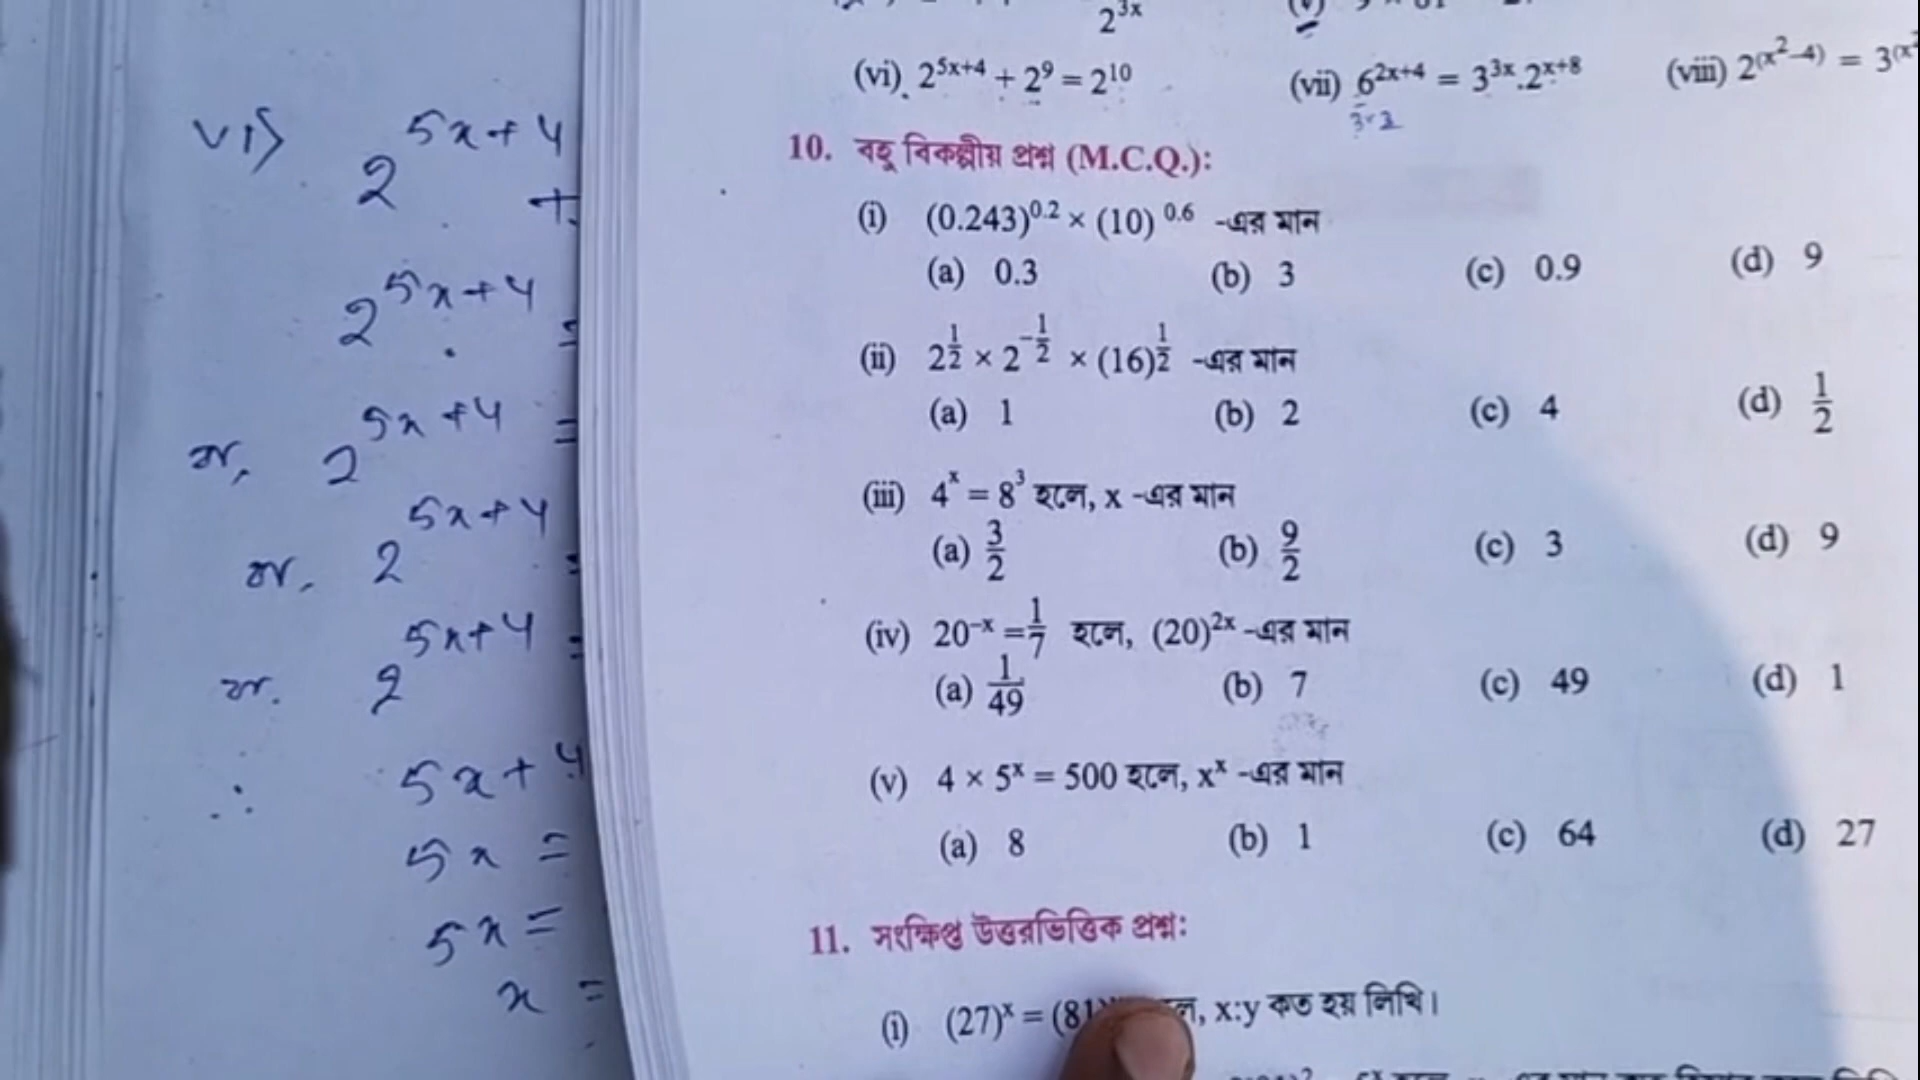 vi) 2^{5x+4} +
2^{5x+4} =
বা, 2^{5x+4} =
বা, 2^{5x+4} =
বা, 2^{5x+4} =
∴ 5x+4
5x =
5x =
x =
2^{3x} (v)
(vi) 2^{5x+4} + 2^9 = 2^{10} (vii) 6^{2x+4} = 3^{3x}.2^{x+8} (viii) 2^{(x^2–4)} = 3^{(x^2
10. বহু বিকল্পীয় প্রশ্ন (M.C.Q.):
(i) (0.243)^{0.2} × (10)^{0.6} -এর মান
(a) 0.3 (b) 3 (c) 0.9 (d) 9
(ii) 2^{1/2} × 2^{-1/2} × (16)^{1/2} -এর মান
(a) 1 (b) 2 (c) 4 (d) 1/2
(iii) 4^x = 8^3 হলে, x -এর মান
(a) 3/2 (b) 9/2 (c) 3 (d) 9
(iv) 20^{-x} = 1/7 হলে, (20)^{2x} -এর মান
(a) 1/49 (b) 7 (c) 49 (d) 1
(v) 4 × 5^x = 500 হলে, x^x -এর মান
(a) 8 (b) 1 (c) 64 (d) 27
11. সংক্ষিপ্ত উত্তরভিত্তিক প্রশ্ন:
(i) (27)^x = (81) x:y কত হয় লিখি।